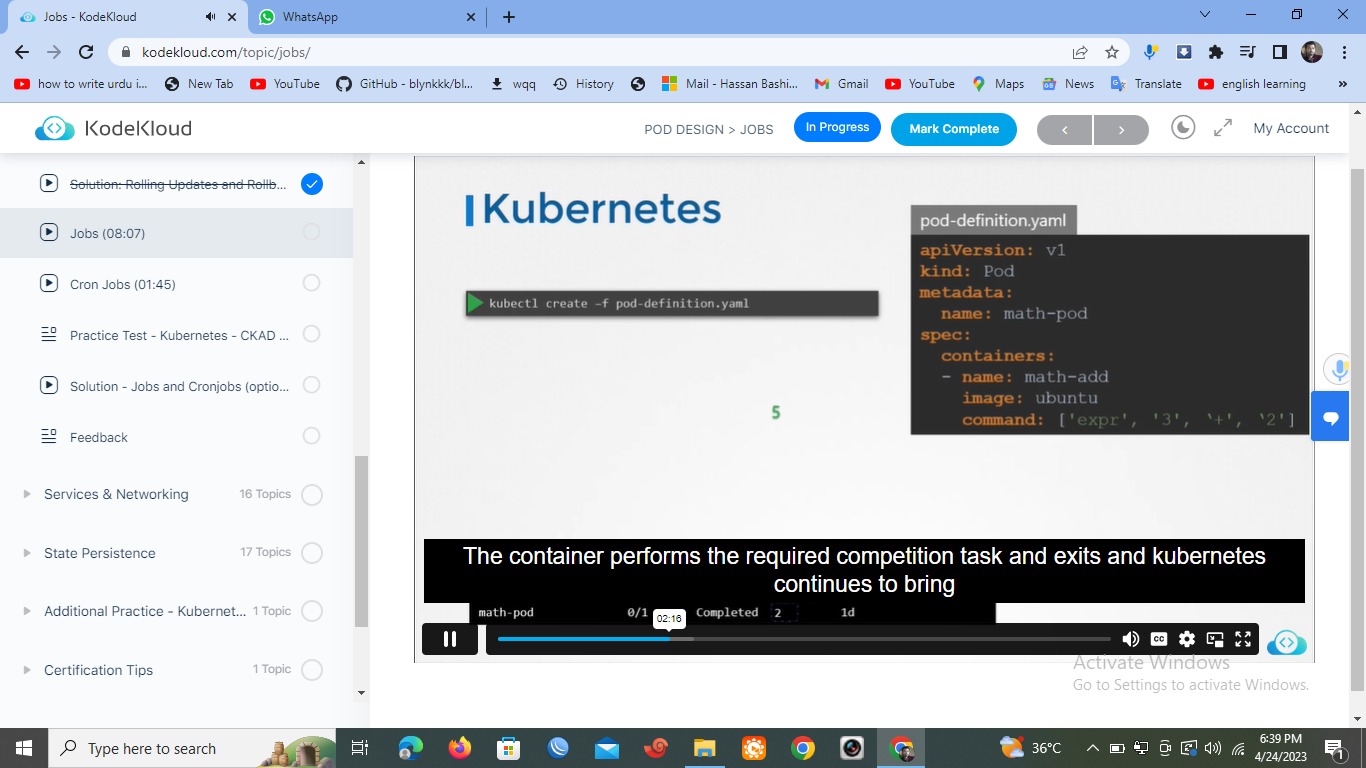 Jobs - KodeKloud
WhatsApp
kodekloud.com/topic/jobs/
how to write urdu i...
New Tab
YouTube
GitHub - blynkkk/bl...
wqq
History
Mail - Hassan Bashi...
Gmail
YouTube
Maps
News
Translate
english learning
»
KodeKloud
POD DESIGN > JOBS
In Progress
Mark Complete
My Account
Solution: Rolling Updates and Rollb...
Jobs (08:07)
Cron Jobs (01:45)
Practice Test - Kubernetes - CKAD ...
Solution - Jobs and Cronjobs (optio...
Feedback
Services & Networking 16 Topics
State Persistence 17 Topics
Additional Practice - Kubernet... 1 Topic
Certification Tips 1 Topic
Kubernetes
kubectl create -f pod-definition.yaml
5
pod-definition.yaml
apiVersion: v1
kind: Pod
metadata:
name: math-pod
spec:
containers:
- name: math-add
image: ubuntu
command: ['expr', '3', '+', '2']
The container performs the required competition task and exits and kubernetes
continues to bring
math-pod 0/1 Completed 2 1d
02:16
CC
Activate Windows
Go to Settings to activate Windows.
Type here to search
36°C
6:39 PM
4/24/2023
1